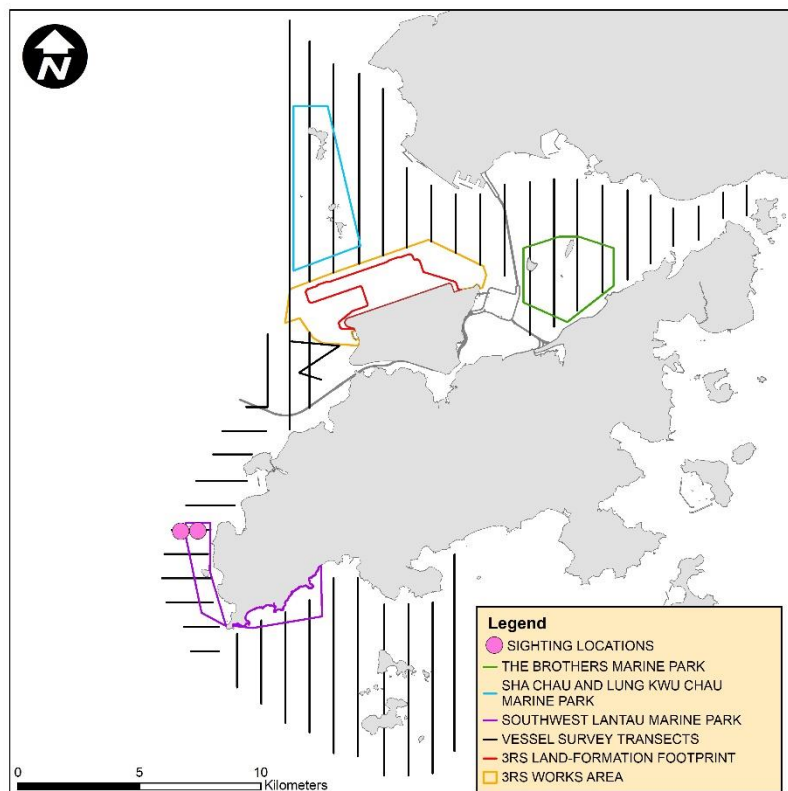 N
Legend
SIGHTING LOCATIONS
THE BROTHERS MARINE PARK
SHA CHAU AND LUNG KWU CHAU
MARINE PARK
SOUTHWEST LANTAU MARINE PARK
VESSEL SURVEY TRANSECTS
3RS LAND-FORMATION FOOTPRINT
3RS WORKS AREA
0 5 10
Kilometers